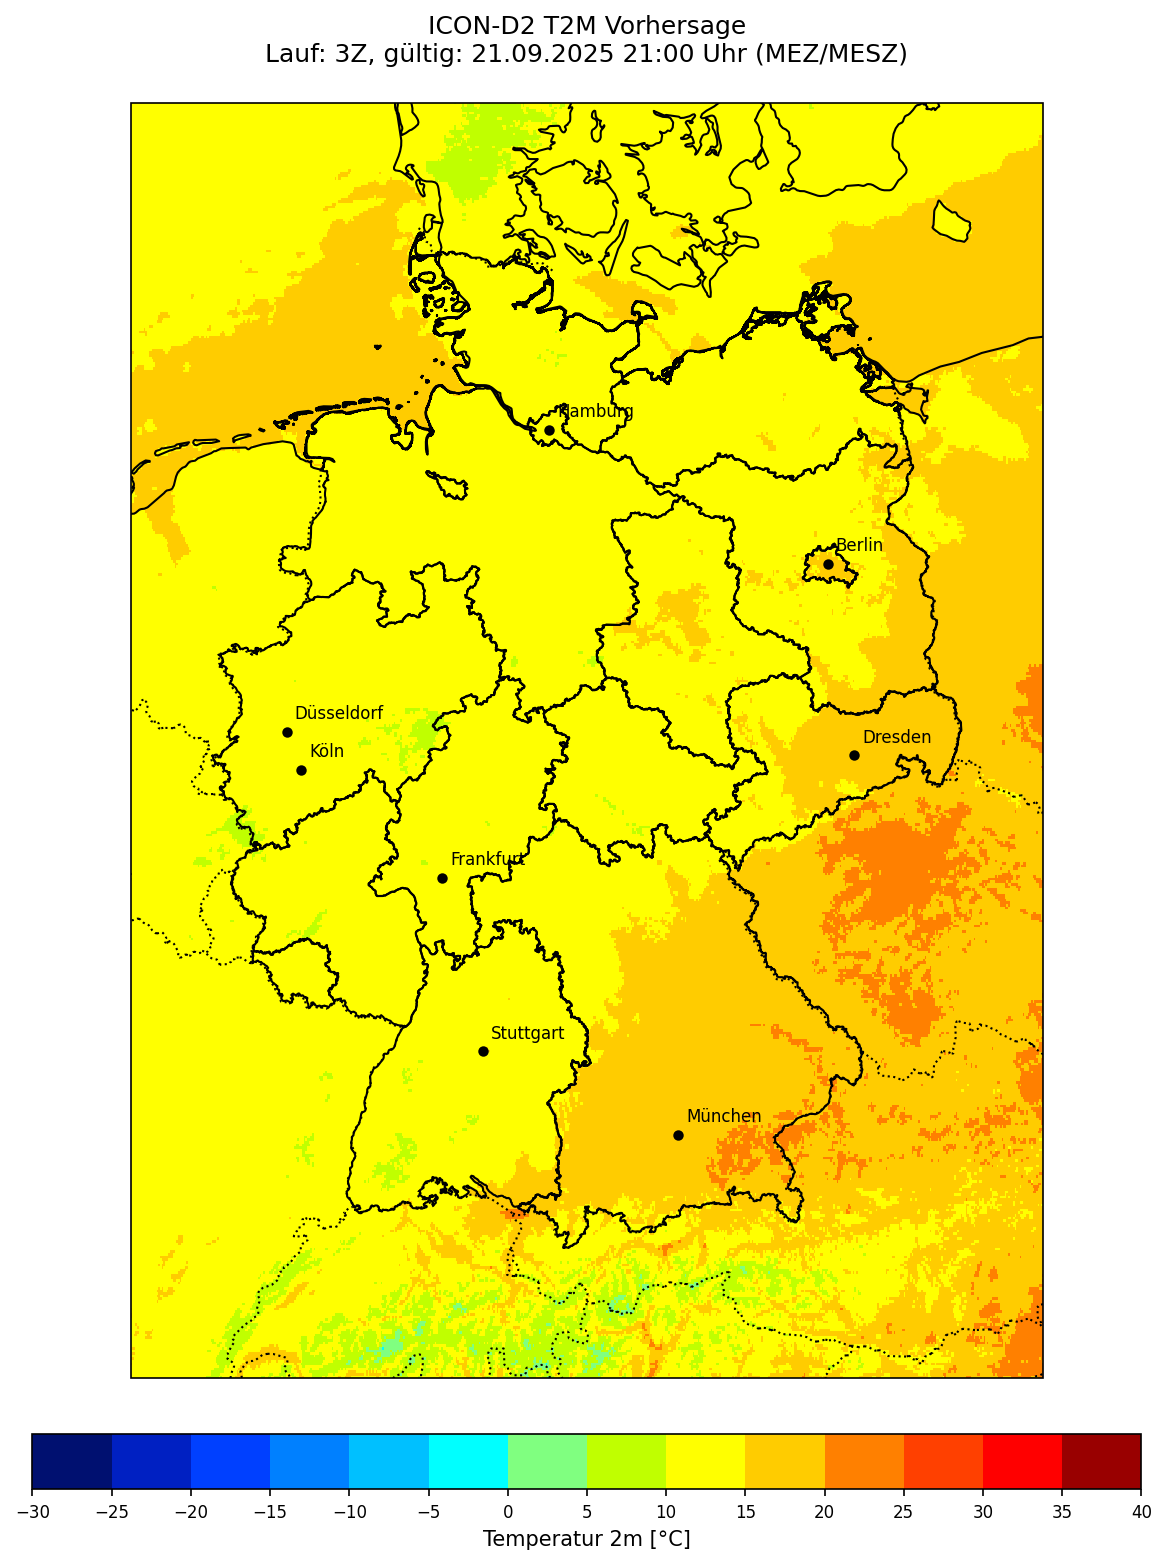 ICON-D2 T2M Vorhersage
Lauf: 3Z, gültig: 21.09.2025 21:00 Uhr (MEZ/MESZ)
Hamburg
Berlin
Düsseldorf
Köln
Dresden
Frankfurt
Stuttgart
München
−30 −25 −20 −15 −10 −5 0 5 10 15 20 25 30 35 40
Temperatur 2m [°C]